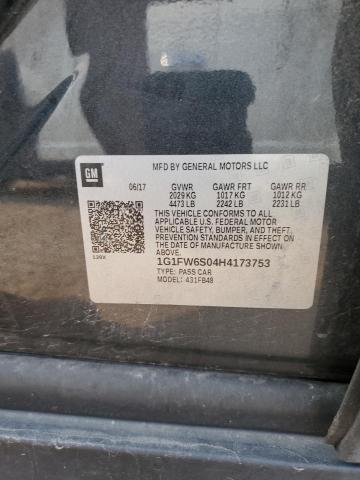 MFD BY GENERAL MOTORS LLC
GM
06/17 GVWR GAWR FRT GAWR RR
2029 KG 1017 KG 1012 KG
4473 LB 2242 LB 2231 LB
THIS VEHICLE CONFORMS TO ALL
APPLICABLE U.S. FEDERAL MOTOR
VEHICLE SAFETY, BUMPER, AND THEFT
PREVENTION STANDARDS IN EFFECT ON
THE DATE OF MANUFACTURE SHOWN
ABOVE.
1G1FW6S04H4173753
TYPE: PASS CAR
MODEL: 431FB48